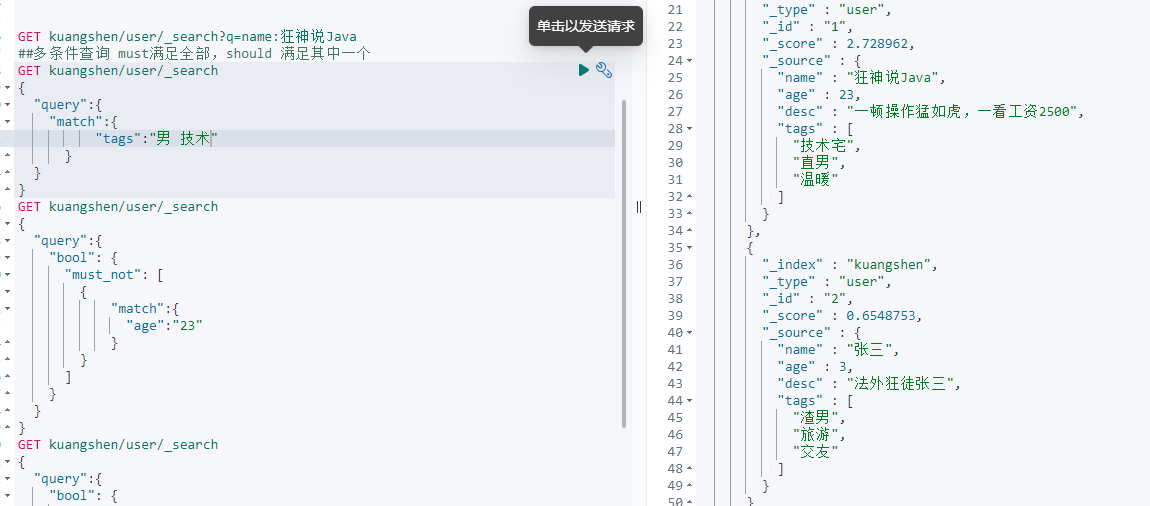 单击以发送请求
GET kuangshen/user/_search?q=name:狂神说Java
##多条件查询 must满足全部，should 满足其中一个
GET kuangshen/user/_search
{
"query":{
"match":{
"tags":"男 技术"
}
}
}
GET kuangshen/user/_search
{
"query":{
"bool": {
"must_not": [
{
"match":{
"age":"23"
}
}
]
}
}
}
GET kuangshen/user/_search
{
"query":{
"bool": {
21 "_type" : "user",
22 "_id" : "1",
23 "_score" : 2.728962,
24 "_source" : {
25 "name" : "狂神说Java",
26 "age" : 23,
27 "desc" : "一顿操作猛如虎，一看工资2500",
28 "tags" : [
29 "技术宅",
30 "直男",
31 "温暖"
32 ]
33 }
34 },
35 {
36 "_index" : "kuangshen",
37 "_type" : "user",
38 "_id" : "2",
39 "_score" : 0.6548753,
40 "_source" : {
41 "name" : "张三",
42 "age" : 3,
43 "desc" : "法外狂徒张三",
44 "tags" : [
45 "渣男",
46 "旅游",
47 "交友"
48 ]
49 }
50 }